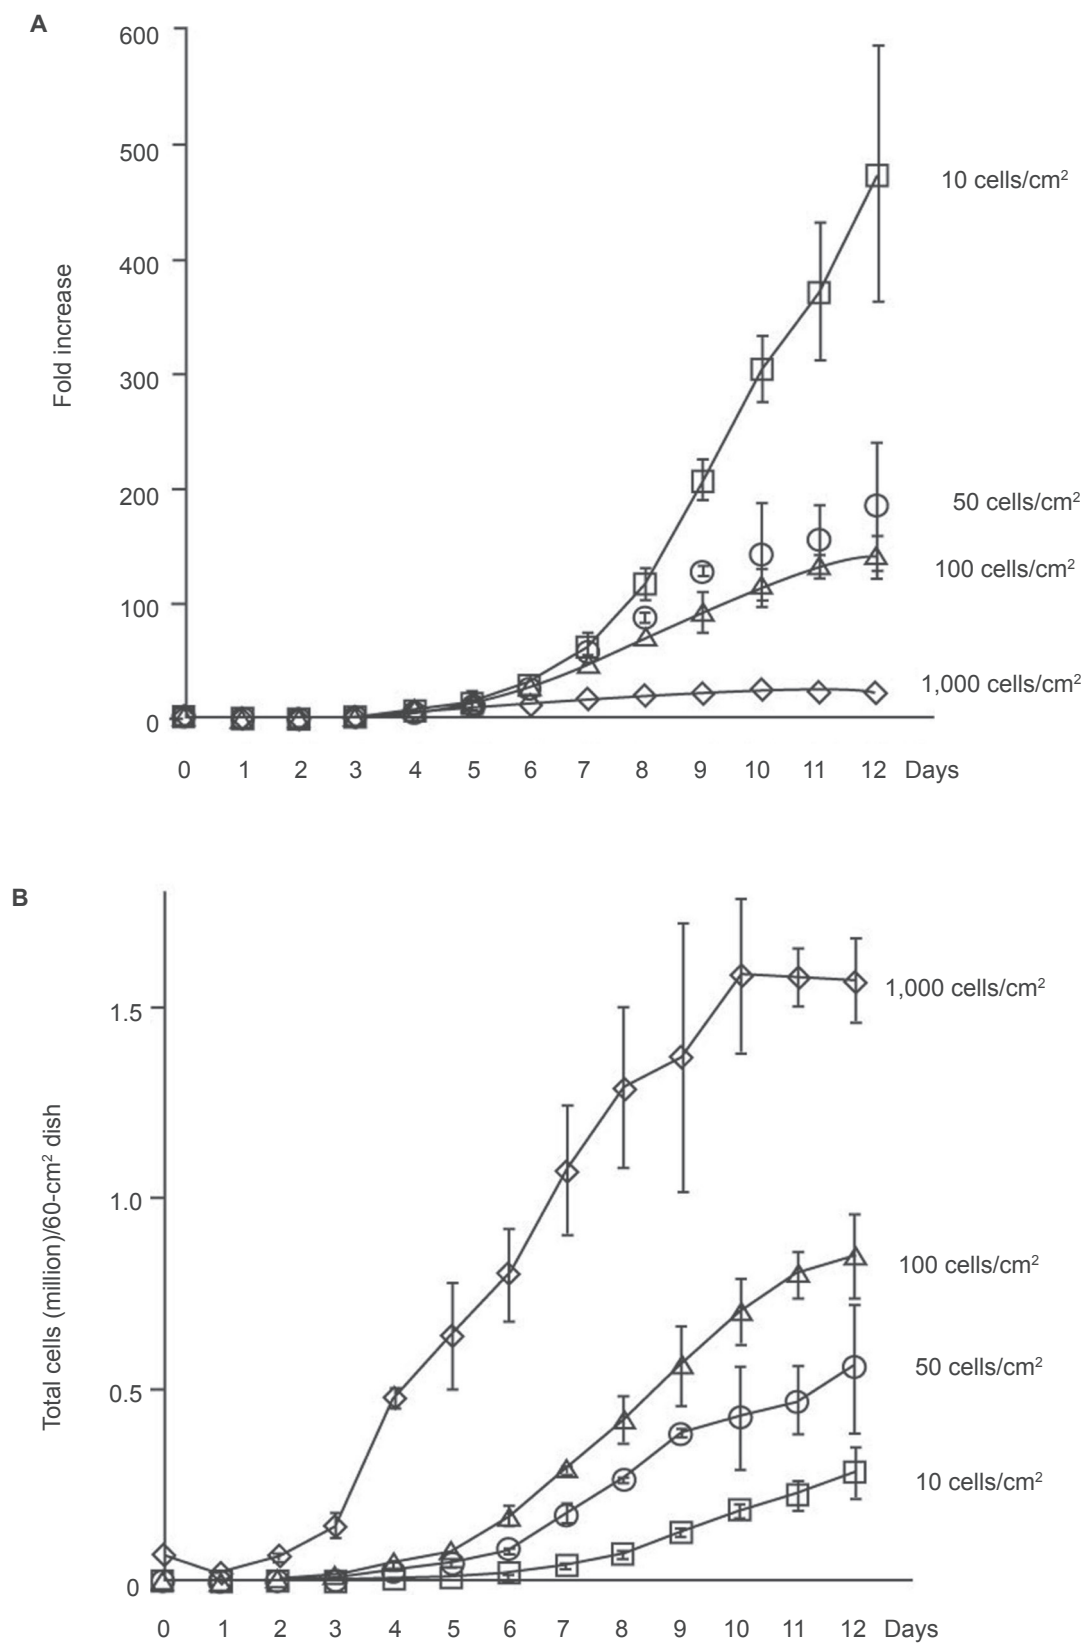 A
600
500
400
300
200
100
0
Fold increase
10 cells/cm²
50 cells/cm²
100 cells/cm²
1,000 cells/cm²
0 1 2 3 4 5 6 7 8 9 10 11 12 Days
B
1.5
1.0
0.5
0
Total cells (million)/60-cm² dish
1,000 cells/cm²
100 cells/cm²
50 cells/cm²
10 cells/cm²
0 1 2 3 4 5 6 7 8 9 10 11 12 Days